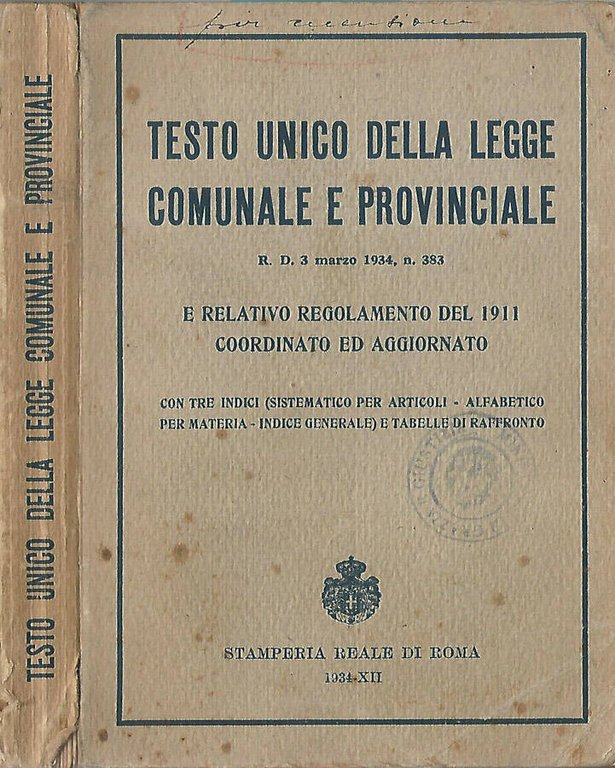 per recensione
TESTO UNICO DELLA LEGGE
COMUNALE E PROVINCIALE
R. D. 3 marzo 1934, n. 383
E RELATIVO REGOLAMENTO DEL 1911
COORDINATO ED AGGIORNATO
CON TRE INDICI (SISTEMATICO PER ARTICOLI - ALFABETICO
PER MATERIA - INDICE GENERALE) E TABELLE DI RAFFRONTO
STAMPERIA REALE DI ROMA
1934-XII
TESTO UNICO DELLA LEGGE COMUNALE E PROVINCIALE